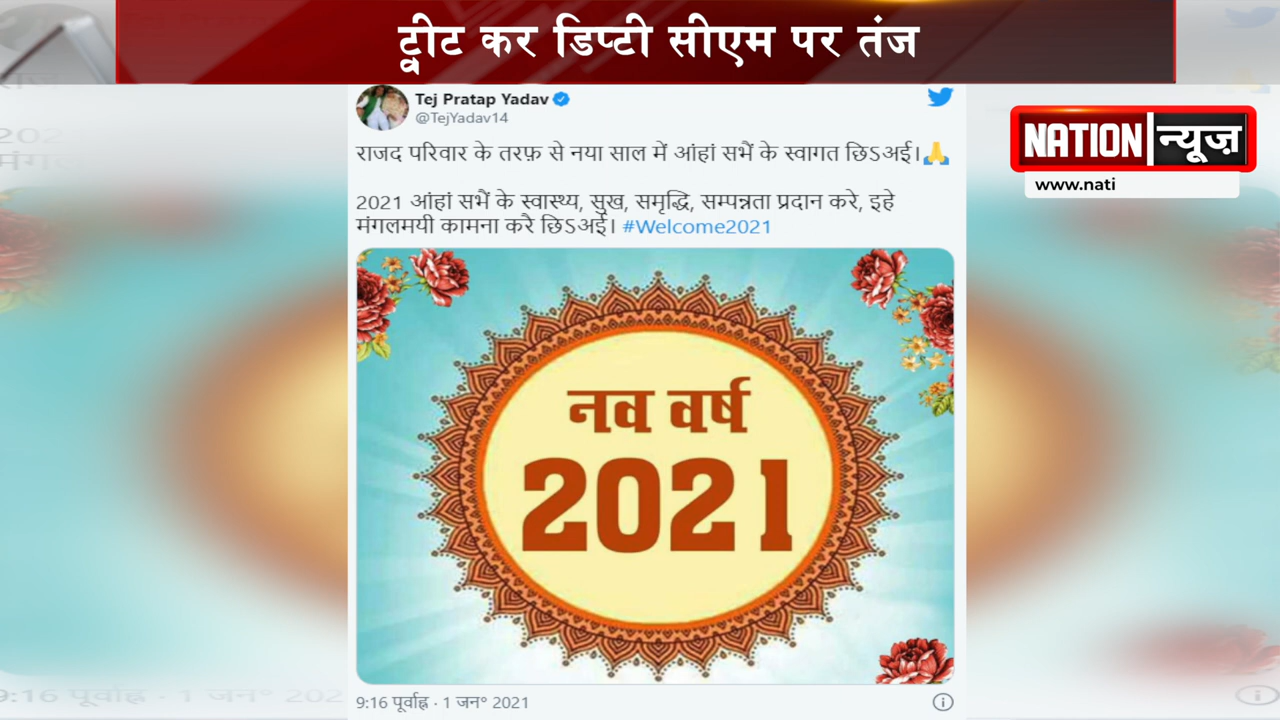 ट्वीट कर डिप्टी सीएम पर तंज
Tej Pratap Yadav
@TejYadav14
NATION न्यूज़
www.nati
राजद परिवार के तरफ़ से नया साल में आंहां सभैं के स्वागत छिऽअई।🙏
2021 आंहां सभैं के स्वास्थ्य, सुख, समृद्धि, सम्पन्नता प्रदान करे, इहे
मंगलमयी कामना करै छिऽअई। #Welcome2021
नव वर्ष
2021
9:16 पूर्वाह्न · 1 जन॰ 2021